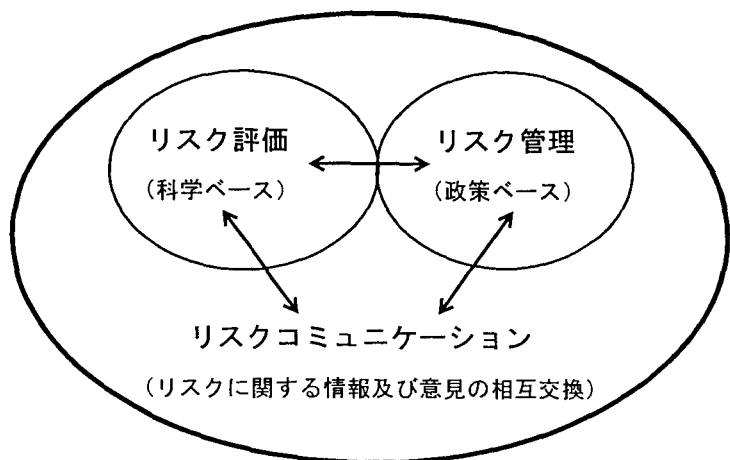 リスク評価
リスク管理
（科学ベース）
（政策ベース）
リスクコミュニケーション
（リスクに関する情報及び意見の相互交換）